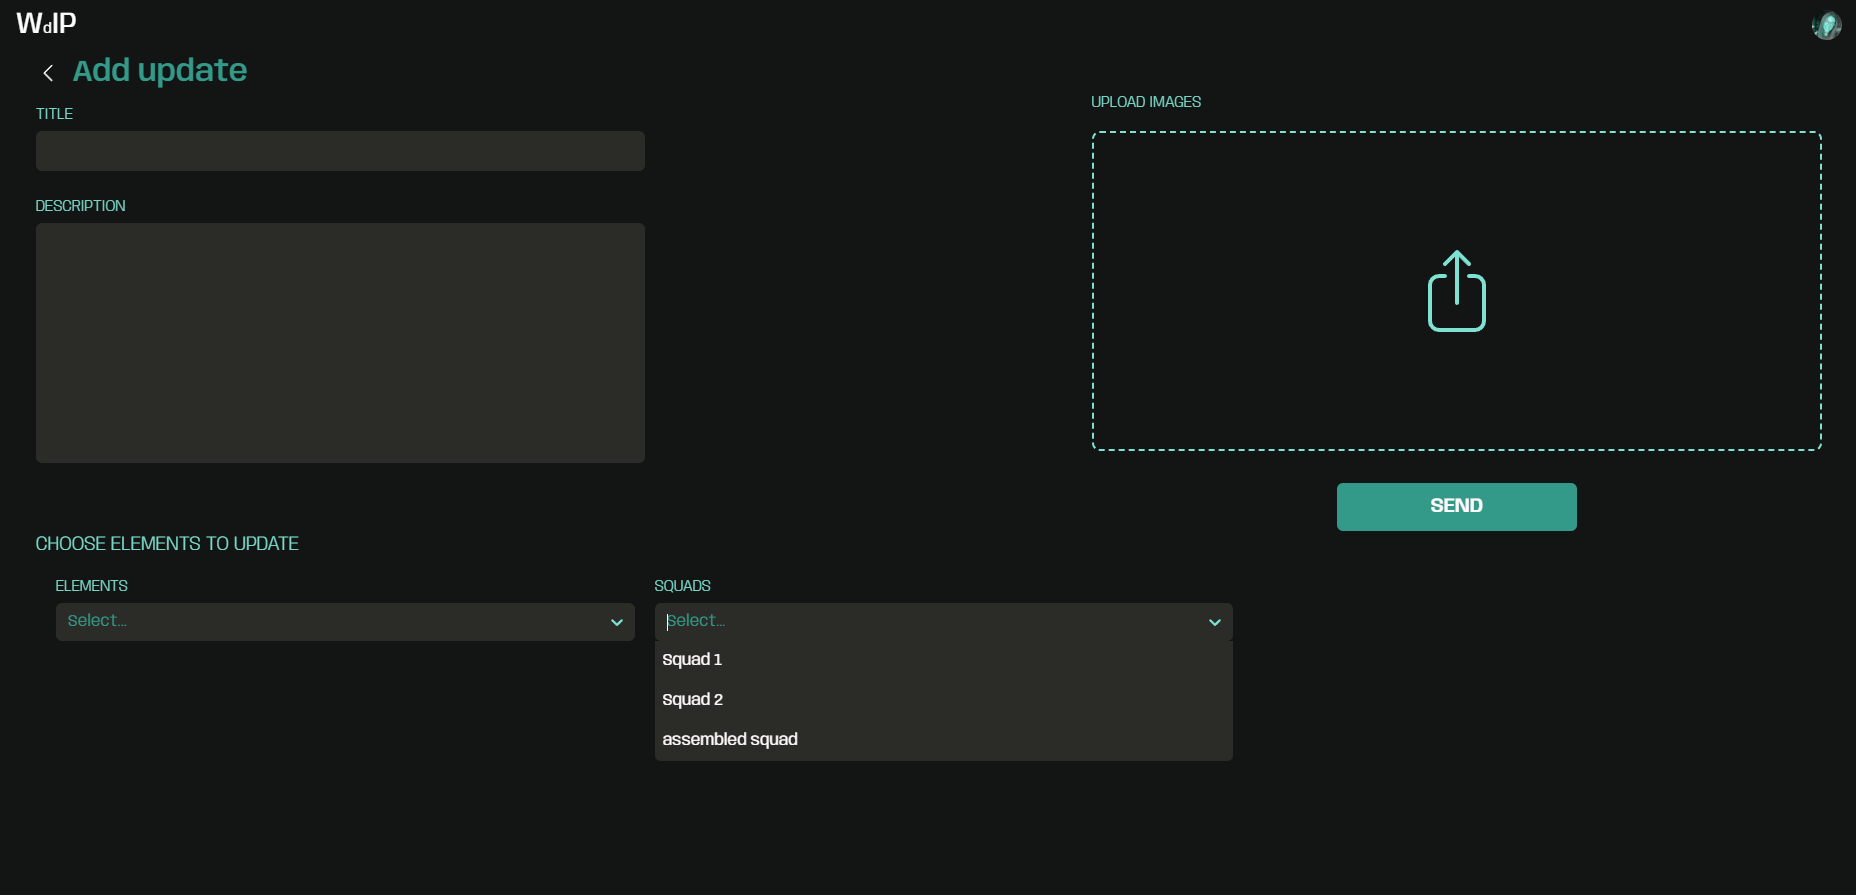 WdIP
Add update
TITLE
DESCRIPTION
UPLOAD IMAGES
SEND
CHOOSE ELEMENTS TO UPDATE
ELEMENTS
Select...
SQUADS
Select...
Squad 1
Squad 2
assembled squad